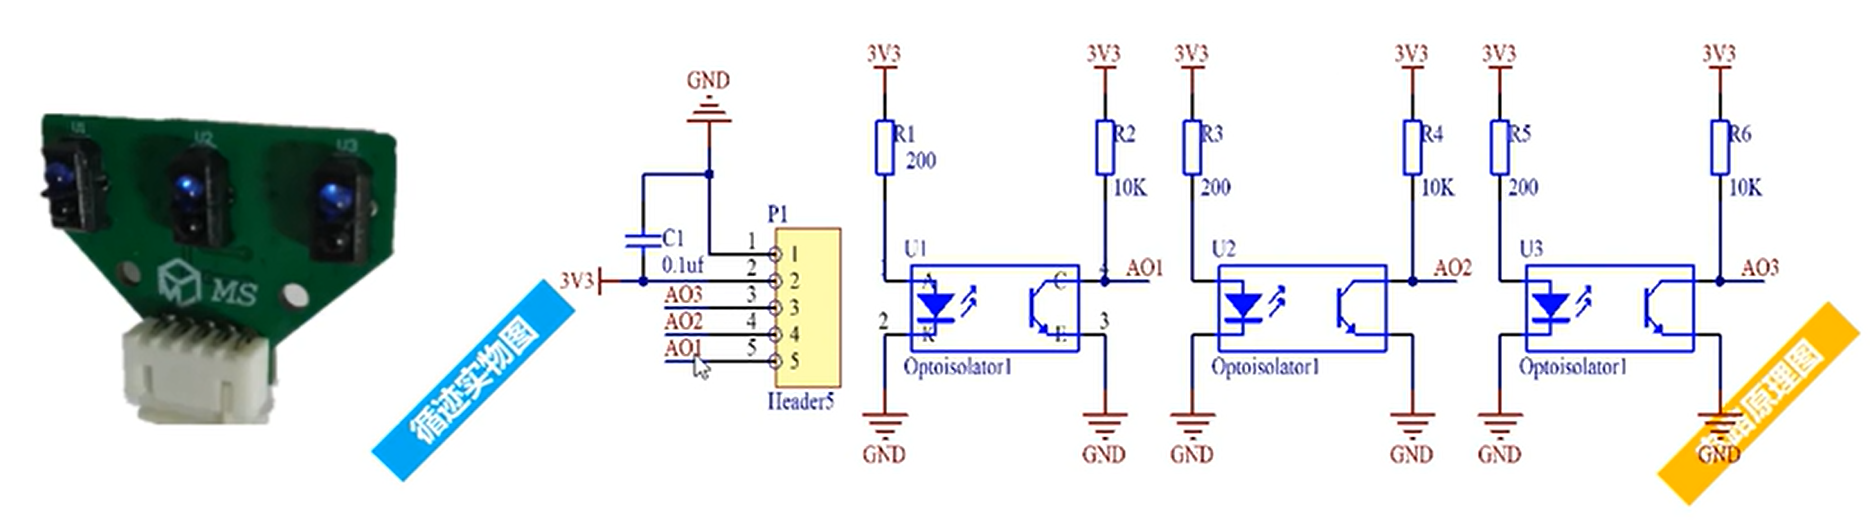 U1
U2
U3
MS
循迹实物图
GND
C1
0.1uf
3V3
AO3
AO2
AO1
P1
1
2
3
4
5
1
2
3
4
5
Header5
3V3
R1
200
3V3
R2
10K
U1
A
K
C
E
2
4
3
AO1
Optoisolator1
GND
GND
3V3
R3
200
3V3
R4
10K
U2
AO2
Optoisolator1
GND
GND
3V3
R5
200
3V3
R6
10K
U3
AO3
Optoisolator1
GND
GND
原理图